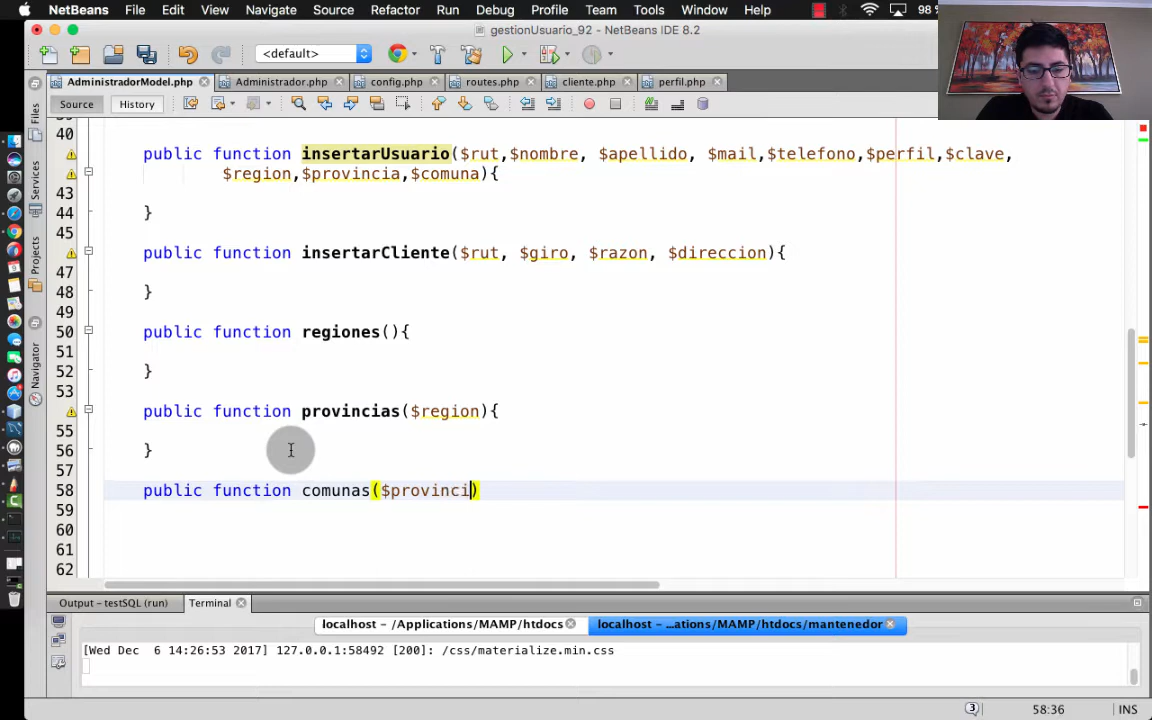 NetBeans File Edit View Navigate Source Refactor Run Debug Profile Team Tools Window Help 98 %
gestionUsuario_92 - NetBeans IDE 8.2
<default>
AdministradorModel.php Administrador.php config.php routes.php cliente.php perfil.php
Source History
Files
Services
Projects
Navigator
40
public function insertarUsuario($rut,$nombre, $apellido, $mail,$telefono,$perfil,$clave,
$region,$provincia,$comuna){
43
44 }
45
public function insertarCliente($rut, $giro, $razon, $direccion){
47
48 }
49
50 public function regiones(){
51
52 }
53
public function provincias($region){
55
56 }
57
58 public function comunas($provinci)
59
60
61
62
Output - testSQL (run) Terminal
localhost - /Applications/MAMP/htdocs localhost - ...ations/MAMP/htdocs/mantenedor
[Wed Dec 6 14:26:53 2017] 127.0.0.1:58492 [200]: /css/materialize.min.css
3 58:36 INS